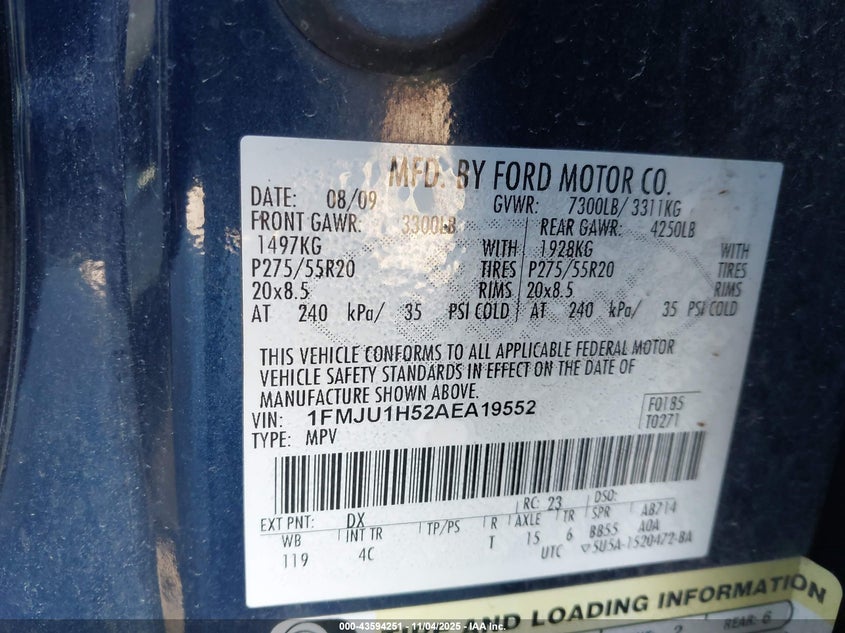 MFD. BY FORD MOTOR CO.
DATE: 08/09 GVWR: 7300LB/ 3311KG
FRONT GAWR: 3300LB REAR GAWR: 4250LB
1497KG WITH 1928KG WITH
P275/55R20 TIRES P275/55R20 TIRES
20x8.5 RIMS 20x8.5 RIMS
AT 240 kPa/ 35 PSI COLD AT 240 kPa/ 35 PSI COLD
THIS VEHICLE CONFORMS TO ALL APPLICABLE FEDERAL MOTOR
VEHICLE SAFETY STANDARDS IN EFFECT ON THE DATE OF
MANUFACTURE SHOWN ABOVE.
VIN: 1FMJU1H52AEA19552 F0185
TYPE: MPV T0271
RC: 23 DSO:
EXT PNT: DX A8714
WB INT TR TP/PS R AXLE TR SPR A0A
119 4C T 15 6 BB55
UTC ▽5U5A-1520472-BA
AND LOADING INFORMATION
REAR: 6
000-43594251 - 11/04/2025 - IAA Inc.